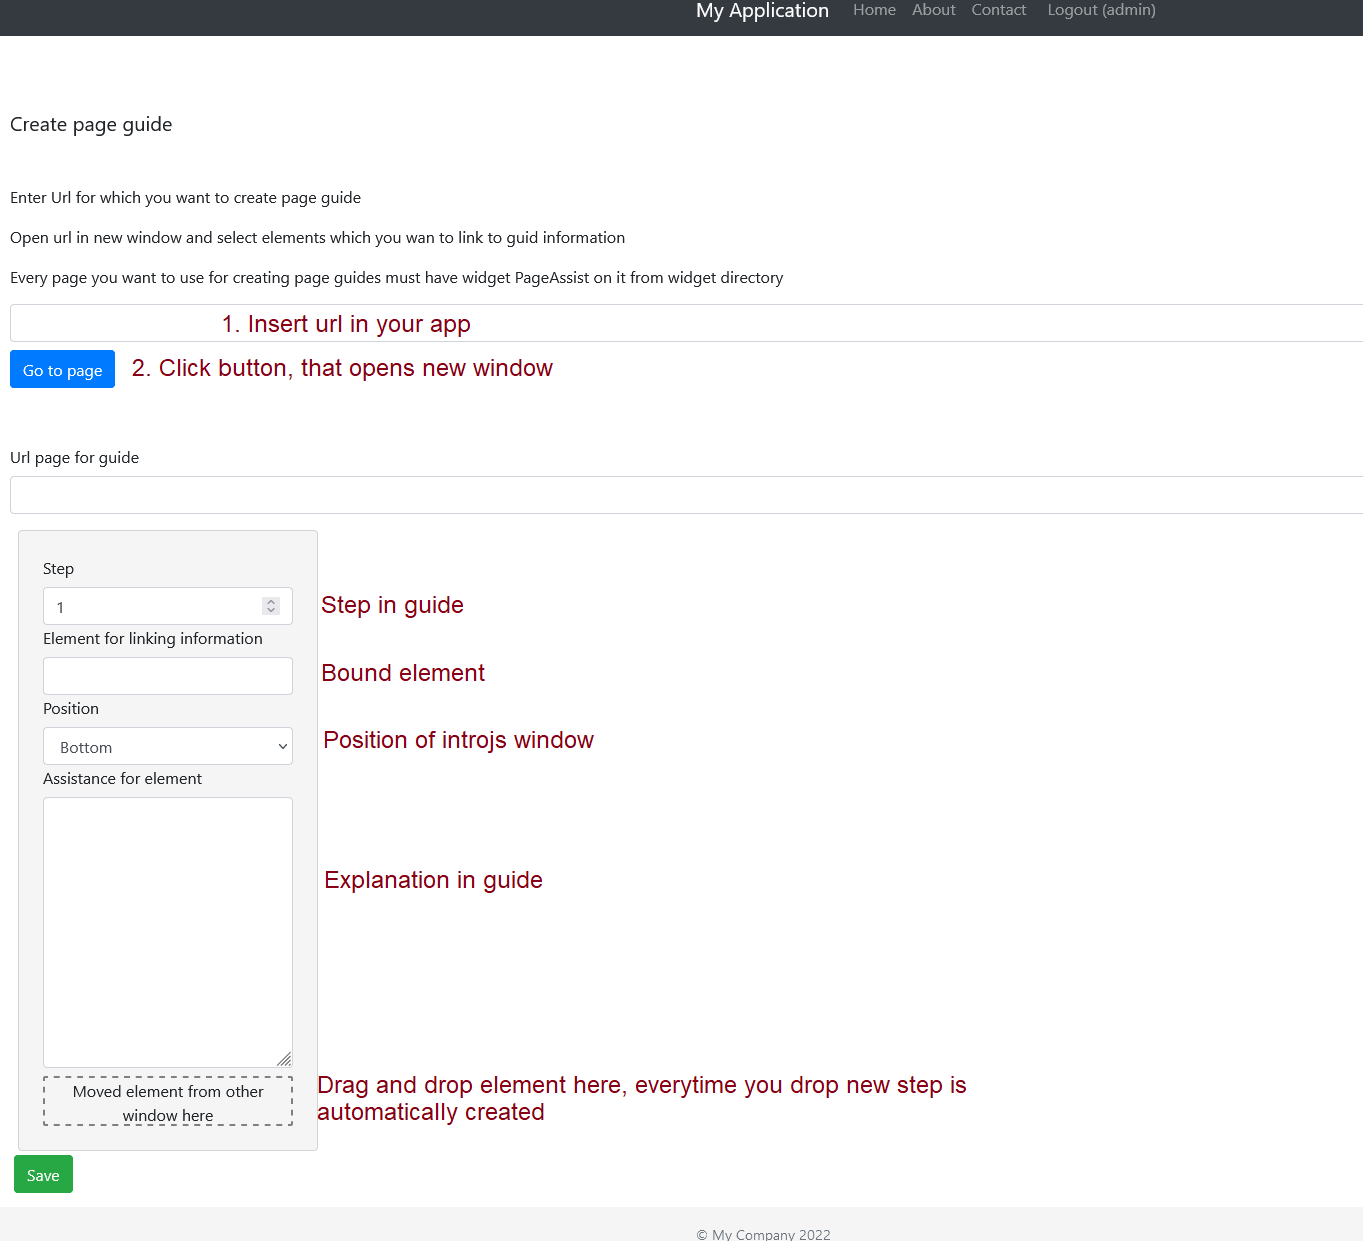 My Application Home About Contact Logout (admin)
Create page guide
Enter Url for which you want to create page guide
Open url in new window and select elements which you wan to link to guid information
Every page you want to use for creating page guides must have widget PageAssist on it from widget directory
1. Insert url in your app
Go to page 2. Click button, that opens new window
Url page for guide
Step
1 Step in guide
Element for linking information
Bound element
Position
Bottom Position of introjs window
Assistance for element
Explanation in guide
Moved element from other
window here
Drag and drop element here, everytime you drop new step is
automatically created
Save
© My Company 2022